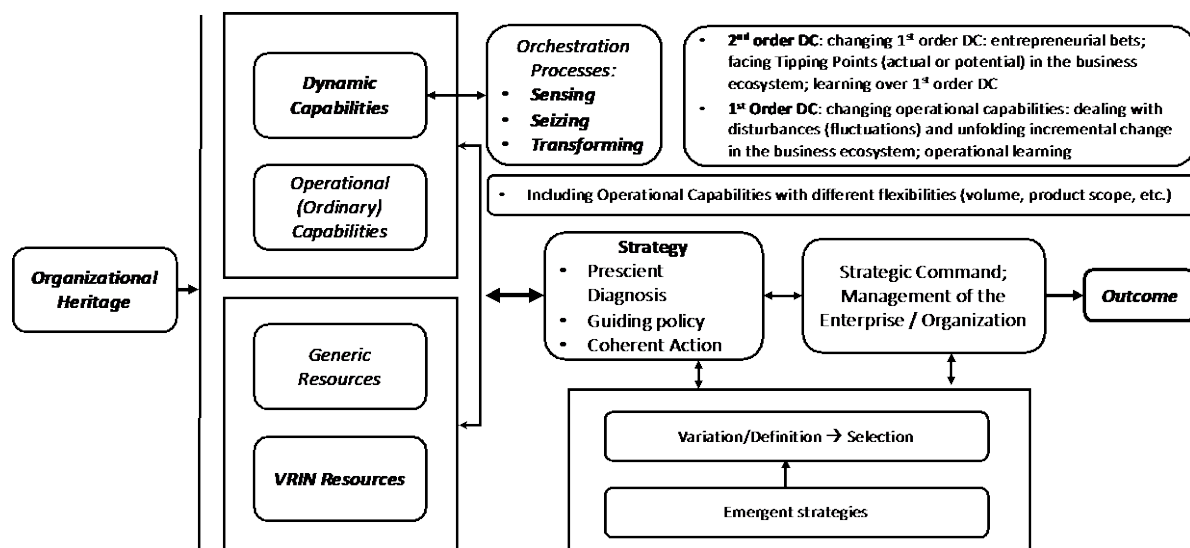 Organizational
Heritage
Dynamic
Capabilities
Operational
(Ordinary)
Capabilities
Generic
Resources
VRIN Resources
Orchestration
Processes:
• Sensing
• Seizing
• Transforming
• 2nd order DC: changing 1st order DC: entrepreneurial bets;
facing Tipping Points (actual or potential) in the business
ecosystem; learning over 1st order DC
• 1st Order DC: changing operational capabilities: dealing with
disturbances (fluctuations) and unfolding incremental change
in the business ecosystem; operational learning
• Including Operational Capabilities with different flexibilities (volume, product scope, etc.)
Strategy
• Prescient
Diagnosis
• Guiding policy
• Coherent Action
Strategic Command;
Management of the
Enterprise / Organization
Outcome
Variation/Definition → Selection
Emergent strategies